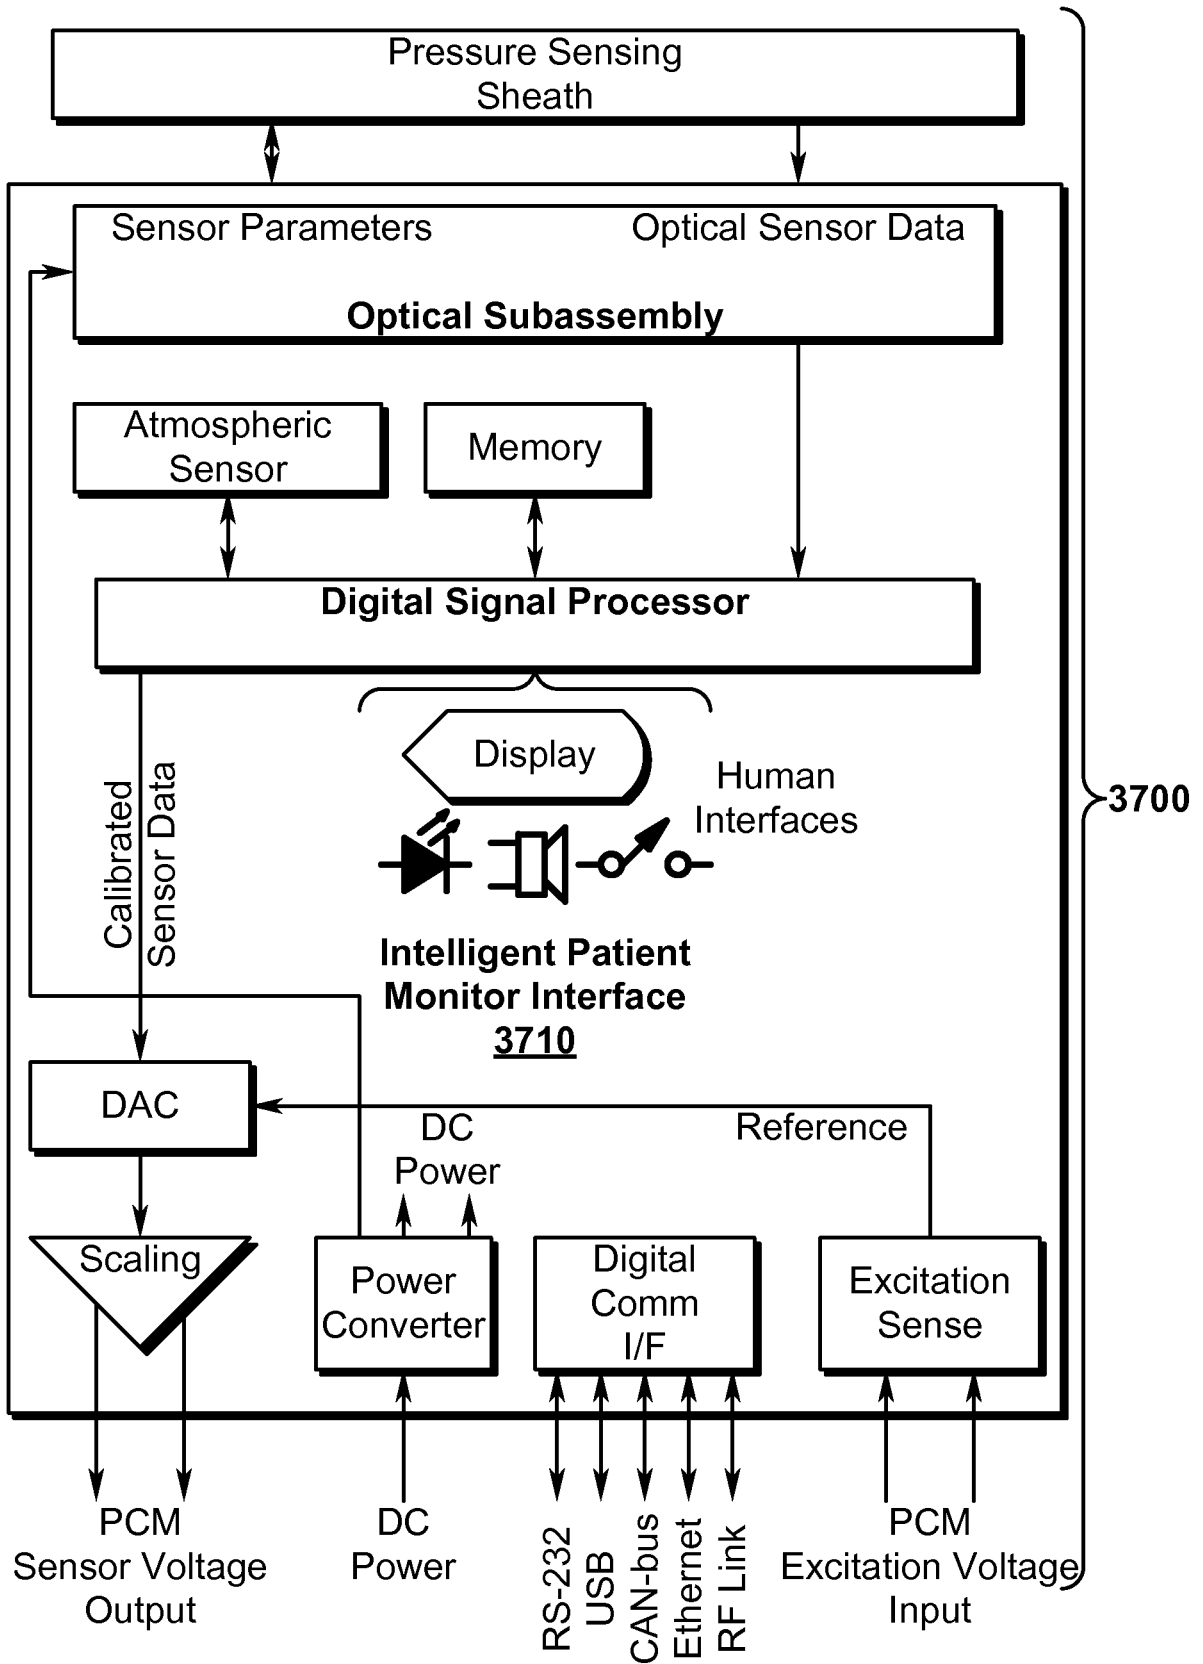 Pressure Sensing
Sheath
Sensor Parameters
Optical Sensor Data
Optical Subassembly
Atmospheric
Sensor
Memory
Digital Signal Processor
Display
Human
Interfaces
Calibrated
Sensor Data
3700
Intelligent Patient
Monitor Interface
3710
DAC
DC
Power
Reference
Scaling
Power
Converter
Digital
Comm
I/F
Excitation
Sense
PCM
Sensor Voltage
Output
DC
Power
RS-232
USB
CAN-bus
Ethernet
RF Link
PCM
Excitation Voltage
Input